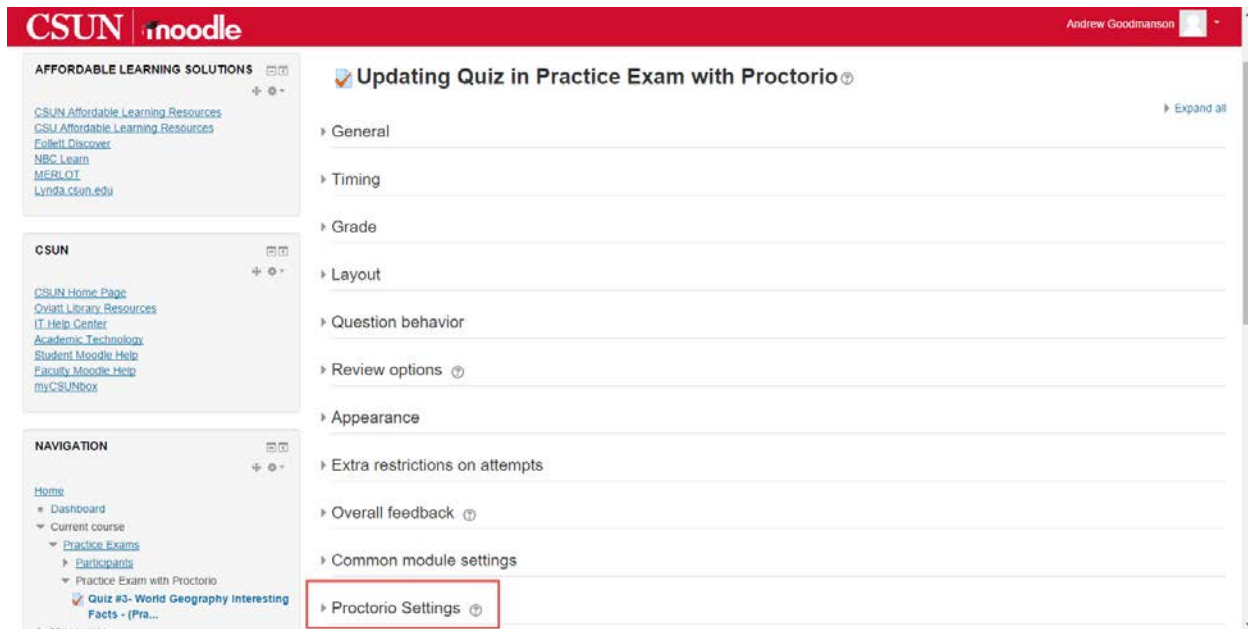 CSUN moodle
Andrew Goodmanson
AFFORDABLE LEARNING SOLUTIONS
CSUN Affordable Learning Resources
CSU Affordable Learning Resources
Follett Discover
NBC Learn
MERLOT
Lynda.csun.edu
CSUN
CSUN Home Page
Oviatt Library Resources
IT Help Center
Academic Technology
Student Moodle Help
Faculty Moodle Help
myCSUNbox
NAVIGATION
Home
Dashboard
Current course
Practice Exams
Participants
Practice Exam with Proctorio
Quiz #3- World Geography Interesting
Facts - (Pra...
Updating Quiz in Practice Exam with Proctorio
Expand all
General
Timing
Grade
Layout
Question behavior
Review options
Appearance
Extra restrictions on attempts
Overall feedback
Common module settings
Proctorio Settings